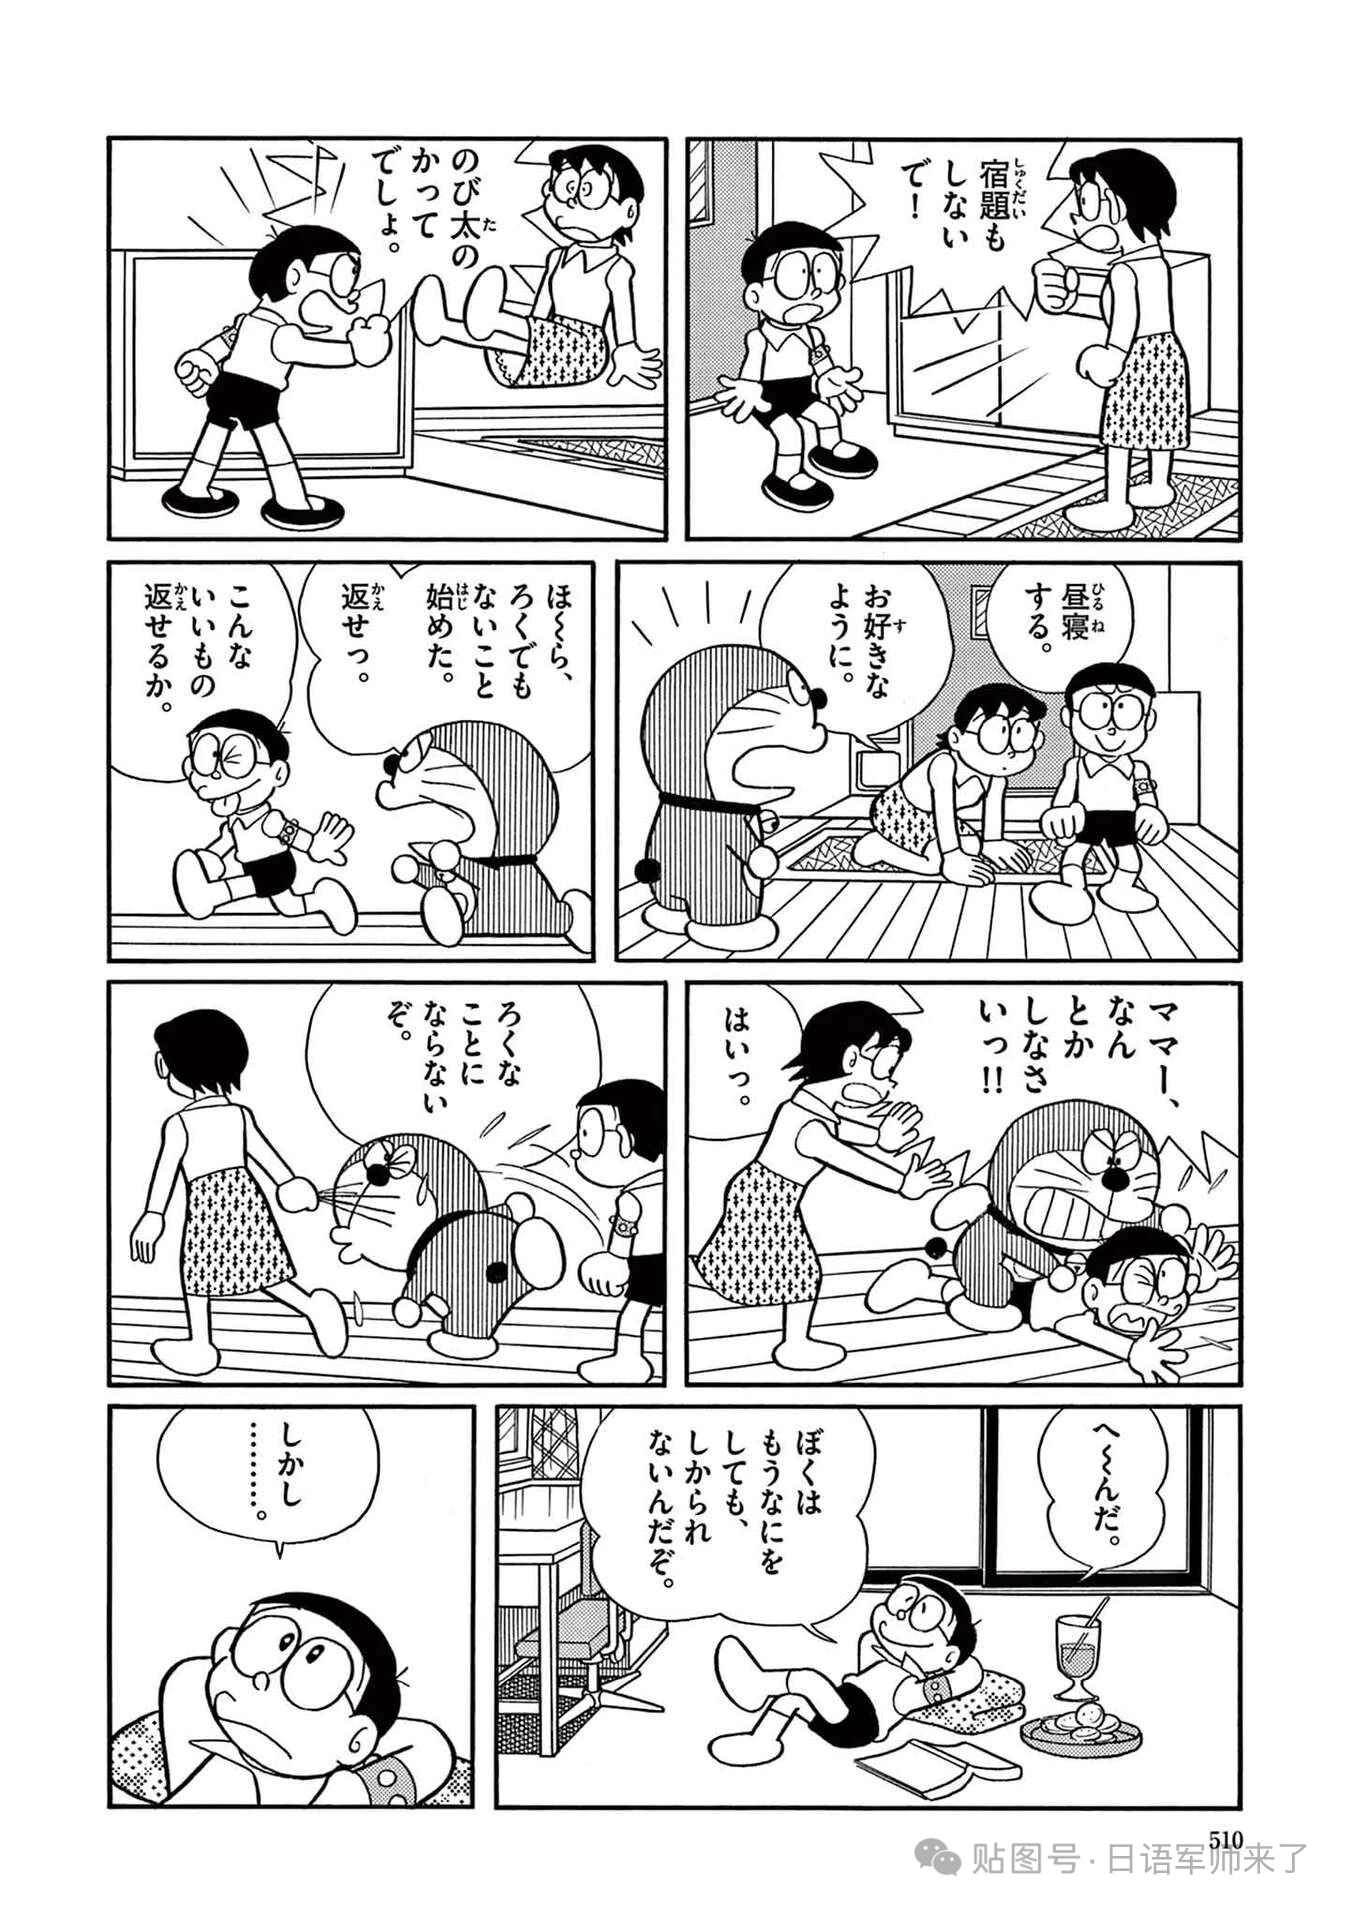 宿題も
しない
で！
のび太の
かって
でしょ。
昼寝
する。
お好きな
ように。
ほ〜ら、
ろくでも
ないこと
始めた。
返せっ。
こんな
いいもの
返せるか。
ママー、
なん
とか
しなさ
いっ!!
はいっ。
ろくな
ことに
ならない
ぞ。
へ〜んだ。
ぼくは
もうなにを
しても、
しかられ
ないんだぞ。
しかし
………。
510
贴图号·日语军师来了